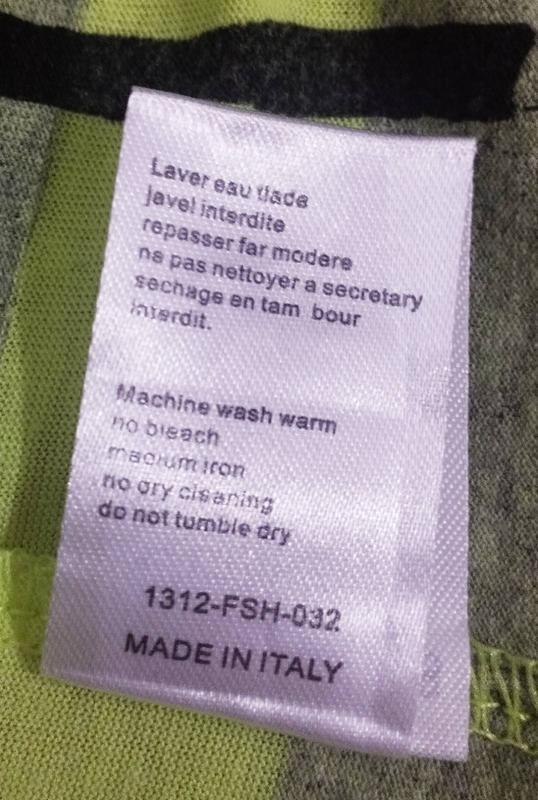 Laver eau tiade
javel interdite
repasser far modere
ne pas nettoyer a secretary
sechage en tam bour
interdit.
Machine wash warm
no bleach
medium iron
no dry cleaning
do not tumble dry
1312-FSH-032
MADE IN ITALY